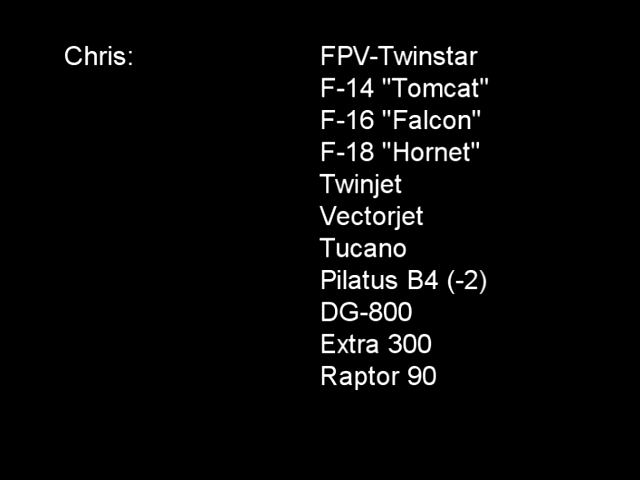 Chris: FPV-Twinstar
F-14 "Tomcat"
F-16 "Falcon"
F-18 "Hornet"
Twinjet
Vectorjet
Tucano
Pilatus B4 (-2)
DG-800
Extra 300
Raptor 90